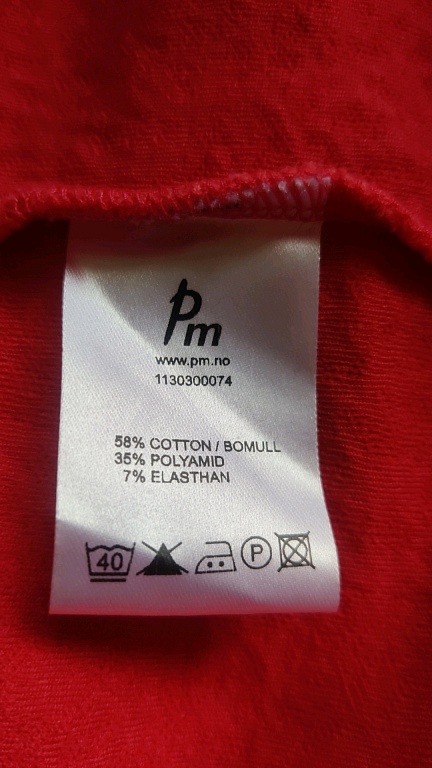 Pm
www.pm.no
1130300074
58% COTTON / BOMULL
35% POLYAMID
7% ELASTHAN
40
P